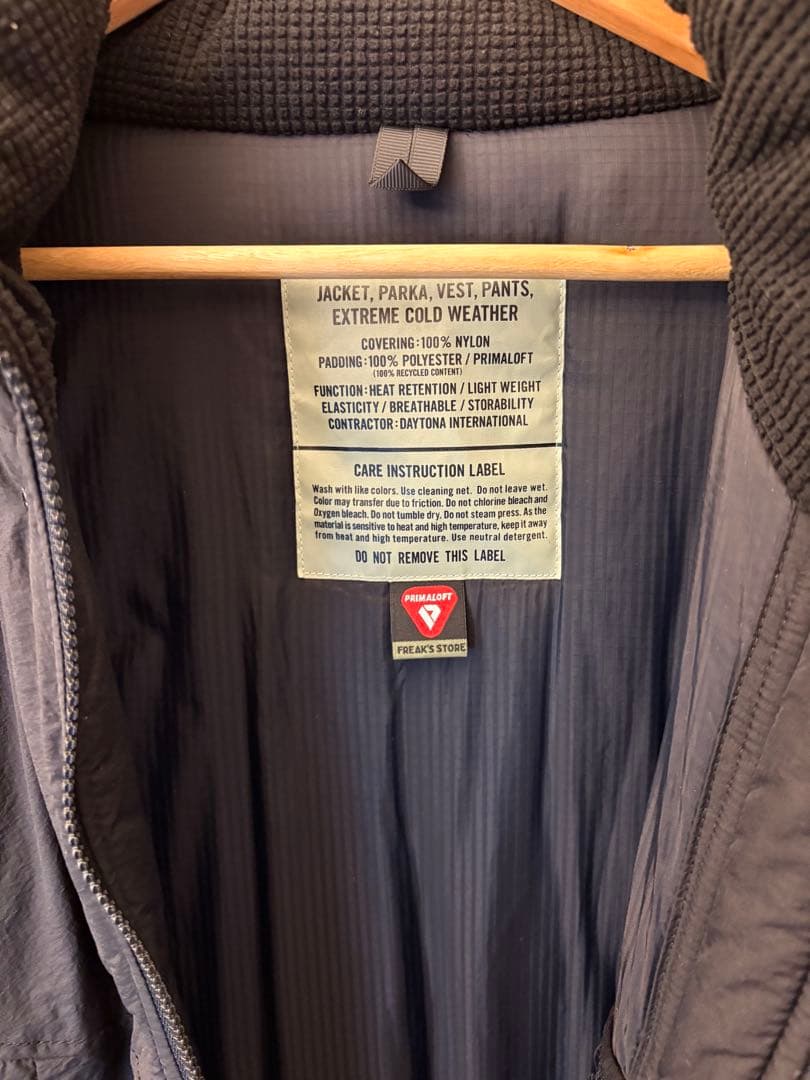 JACKET, PARKA, VEST, PANTS,
EXTREME COLD WEATHER
COVERING:100% NYLON
PADDING:100% POLYESTER / PRIMALOFT
(100% RECYCLED CONTENT)
FUNCTION:HEAT RETENTION / LIGHT WEIGHT
ELASTICITY / BREATHABLE / STORABILITY
CONTRACTOR:DAYTONA INTERNATIONAL
CARE INSTRUCTION LABEL
Wash with like colors. Use cleaning net. Do not leave wet.
Color may transfer due to friction. Do not chlorine bleach and
Oxygen bleach. Do not tumble dry. Do not steam press. As the
material is sensitive to heat and high temperature, keep it away
from heat and high temperature. Use neutral detergent.
DO NOT REMOVE THIS LABEL
PRIMALOFT
FREAK'S STORE